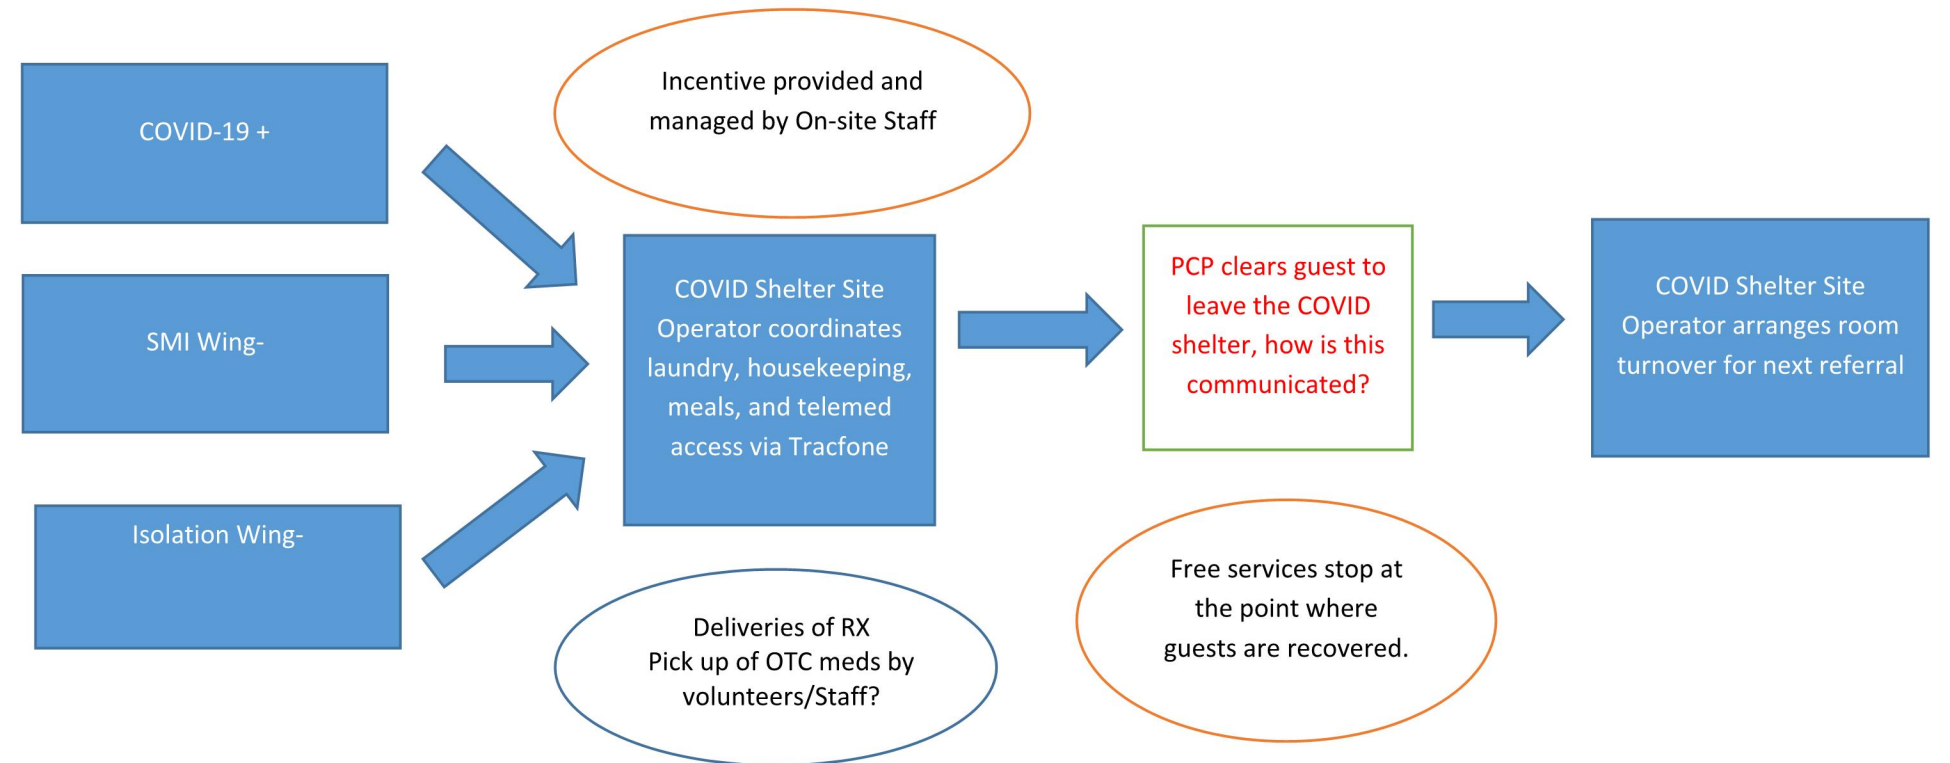 COVID-19 +
SMI Wing-
Isolation Wing-
Incentive provided and
managed by On-site Staff
COVID Shelter Site
Operator coordinates
laundry, housekeeping,
meals, and telemed
access via Tracfone
Deliveries of RX
Pick up of OTC meds by
volunteers/Staff?
PCP clears guest to
leave the COVID
shelter, how is this
communicated?
Free services stop at
the point where
guests are recovered.
COVID Shelter Site
Operator arranges room
turnover for next referral